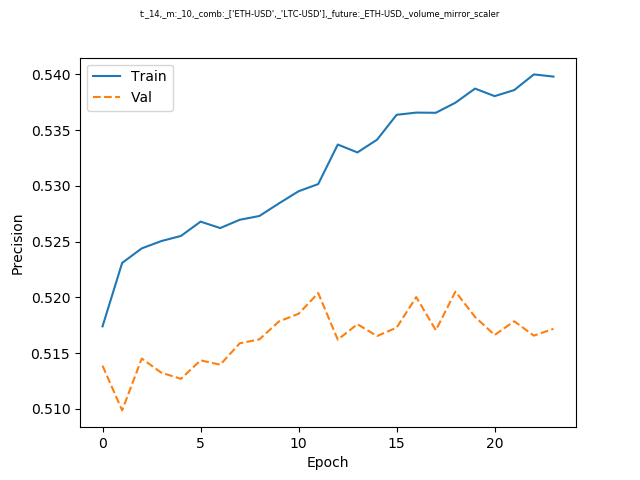 t:_14,_m:_10,_comb:_['ETH-USD',_'LTC-USD'],_future:_ETH-USD,_volume_mirror_scaler
Train
Val
0.540
0.535
0.530
0.525
0.520
0.515
0.510
Precision
0
5
10
15
20
Epoch